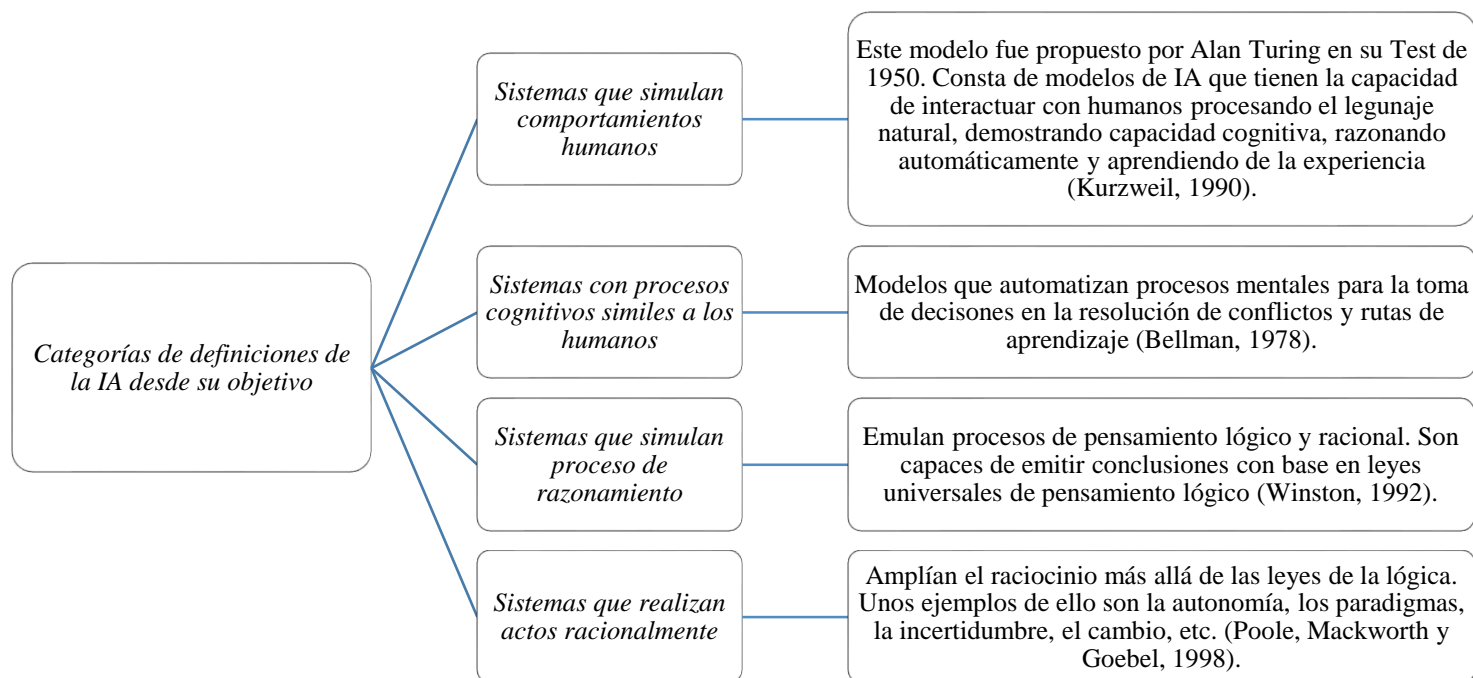 Categorías de definiciones de
la IA desde su objetivo
Sistemas que simulan
comportamientos
humanos
Este modelo fue propuesto por Alan Turing en su Test de
1950. Consta de modelos de IA que tienen la capacidad
de interactuar con humanos procesando el legunaje
natural, demostrando capacidad cognitiva, razonando
automáticamente y aprendiendo de la experiencia
(Kurzweil, 1990).
Sistemas con procesos
cognitivos similes a los
humanos
Modelos que automatizan procesos mentales para la toma
de decisones en la resolución de conflictos y rutas de
aprendizaje (Bellman, 1978).
Sistemas que simulan
proceso de
razonamiento
Emulan procesos de pensamiento lógico y racional. Son
capaces de emitir conclusiones con base en leyes
universales de pensamiento lógico (Winston, 1992).
Sistemas que realizan
actos racionalmente
Amplían el raciocinio más allá de las leyes de la lógica.
Unos ejemplos de ello son la autonomía, los paradigmas,
la incertidumbre, el cambio, etc. (Poole, Mackworth y
Goebel, 1998).